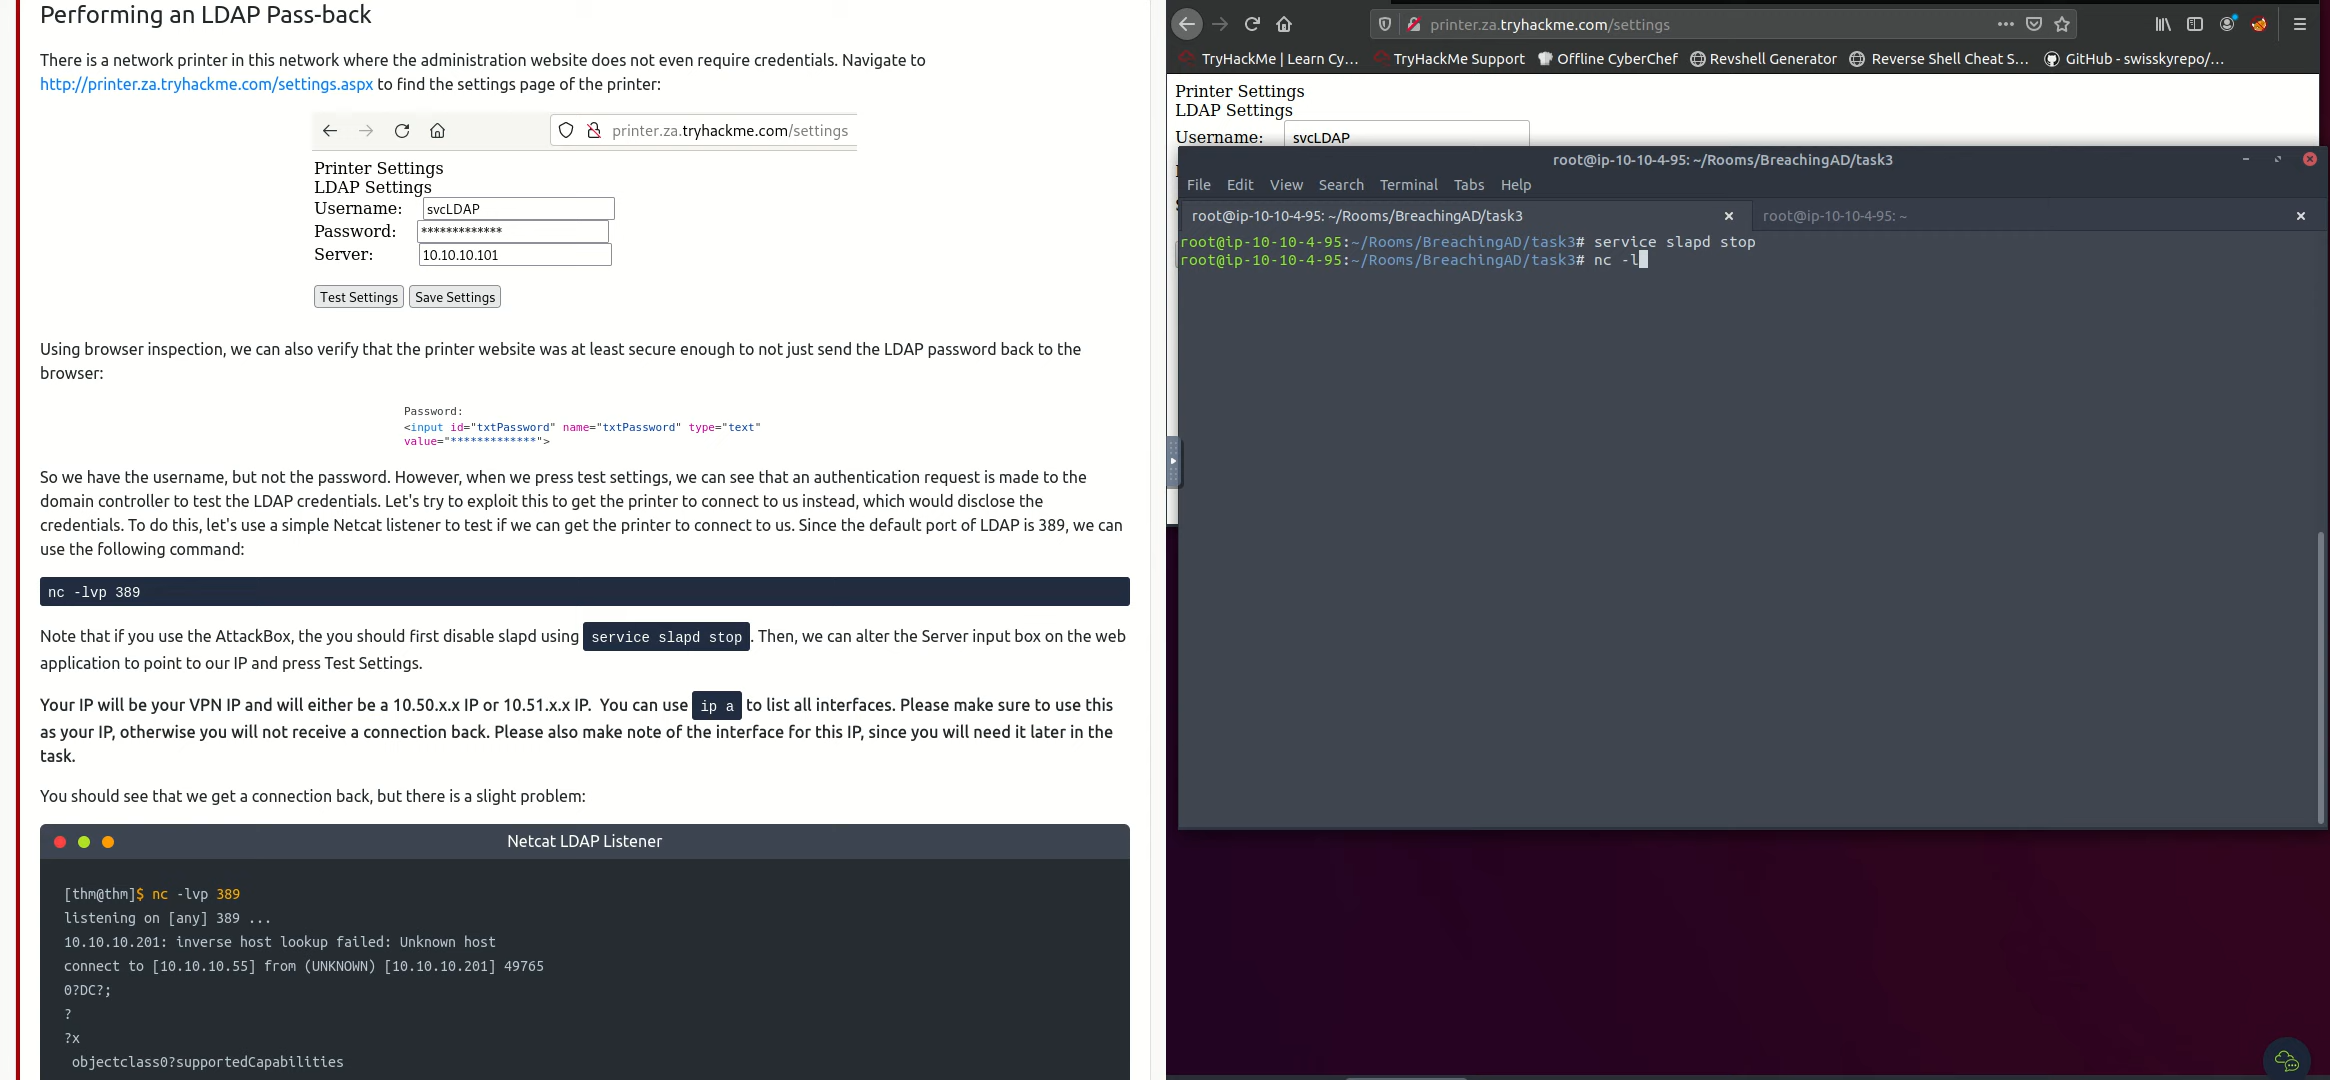 Performing an LDAP Pass-back
There is a network printer in this network where the administration website does not even require credentials. Navigate to
http://printer.za.tryhackme.com/settings.aspx to find the settings page of the printer:
printer.za.tryhackme.com/settings
Printer Settings
LDAP Settings
Username: svcLDAP
Password: *************
Server: 10.10.10.101
Test Settings Save Settings
Using browser inspection, we can also verify that the printer website was at least secure enough to not just send the LDAP password back to the
browser:
Password:
<input id="txtPassword" name="txtPassword" type="text"
value="*************">
So we have the username, but not the password. However, when we press test settings, we can see that an authentication request is made to the
domain controller to test the LDAP credentials. Let's try to exploit this to get the printer to connect to us instead, which would disclose the
credentials. To do this, let's use a simple Netcat listener to test if we can get the printer to connect to us. Since the default port of LDAP is 389, we can
use the following command:
nc -lvp 389
Note that if you use the AttackBox, the you should first disable slapd using service slapd stop. Then, we can alter the Server input box on the web
application to point to our IP and press Test Settings.
Your IP will be your VPN IP and will either be a 10.50.x.x IP or 10.51.x.x IP. You can use ip a to list all interfaces. Please make sure to use this
as your IP, otherwise you will not receive a connection back. Please also make note of the interface for this IP, since you will need it later in the
task.
You should see that we get a connection back, but there is a slight problem:
Netcat LDAP Listener
[thm@thm]$ nc -lvp 389
listening on [any] 389 ...
10.10.10.201: inverse host lookup failed: Unknown host
connect to [10.10.10.55] from (UNKNOWN) [10.10.10.201] 49765
0?DC?;
?
?x
objectclass0?supportedCapabilities
printer.za.tryhackme.com/settings
TryHackMe | Learn Cy... TryHackMe Support Offline CyberChef Revshell Generator Reverse Shell Cheat S... GitHub - swisskyrepo/...
Printer Settings
LDAP Settings
Username: svcLDAP
root@ip-10-10-4-95: ~/Rooms/BreachingAD/task3
File Edit View Search Terminal Tabs Help
root@ip-10-10-4-95: ~/Rooms/BreachingAD/task3 root@ip-10-10-4-95: ~
root@ip-10-10-4-95:~/Rooms/BreachingAD/task3# service slapd stop
root@ip-10-10-4-95:~/Rooms/BreachingAD/task3# nc -l